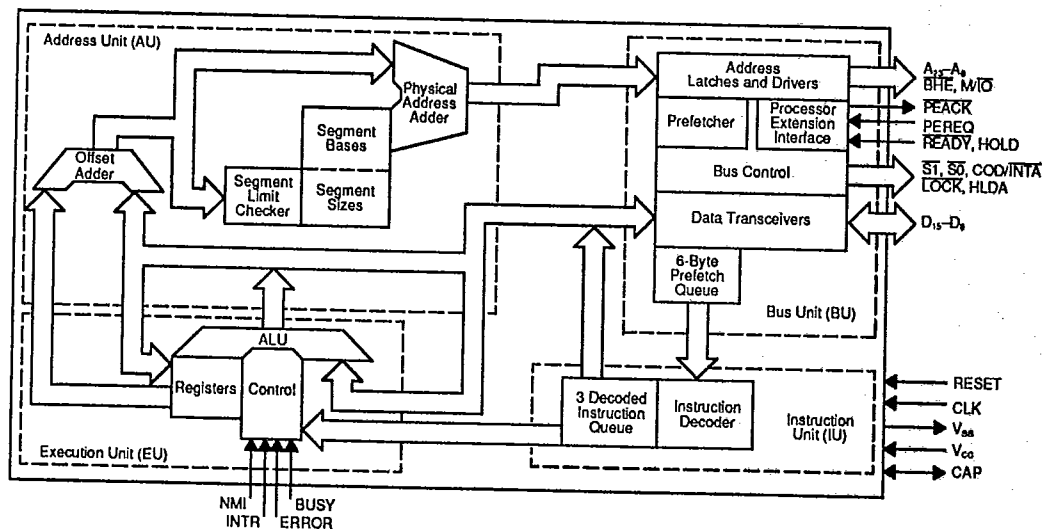 Address Unit (AU)
Physical
Address
Adder
Segment
Bases
Offset
Adder
Segment
Limit
Checker
Segment
Sizes
Address
Latches and Drivers
Prefetcher
Processor
Extension
Interface
Bus Control
Data Transceivers
6-Byte
Prefetch
Queue
Bus Unit (BU)
A23–A0
BHE, M/IO
PEACK
PEREQ
READY, HOLD
S1, S0, COD/INTA
LOCK, HLDA
D15–D0
ALU
Registers
Control
Execution Unit (EU)
3 Decoded
Instruction
Queue
Instruction
Decoder
Instruction
Unit (IU)
RESET
CLK
Vss
Vcc
CAP
NMI
BUSY
INTR
ERROR